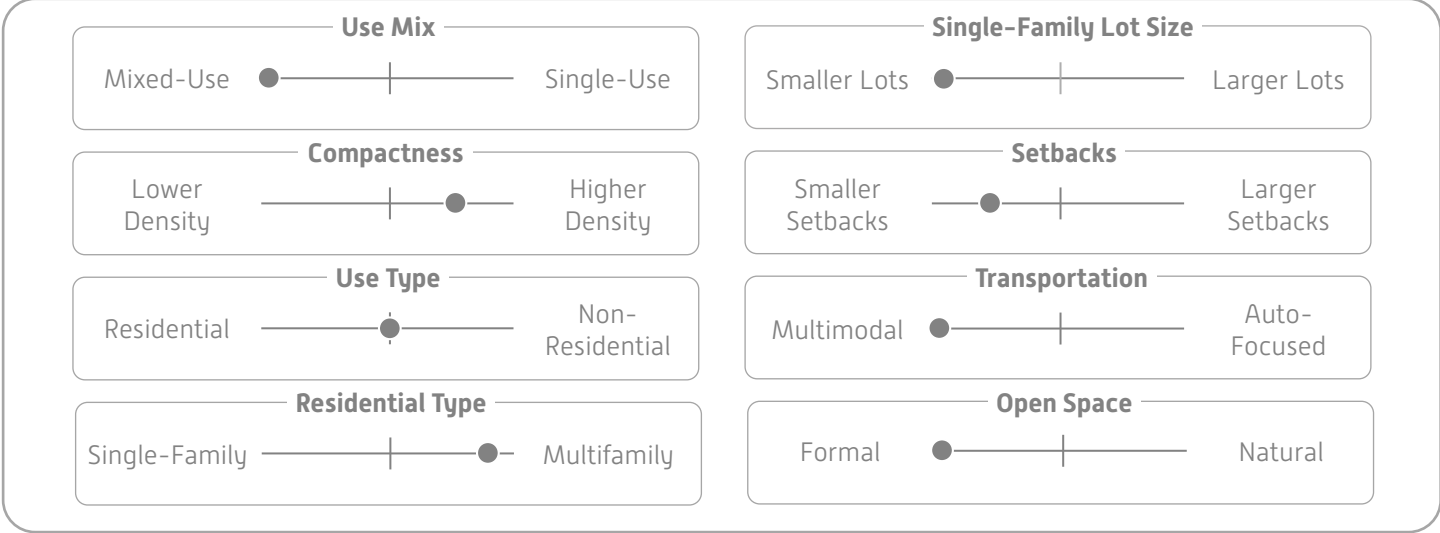 Use Mix
Mixed-Use
Single-Use
Compactness
Lower
Density
Higher
Density
Use Type
Residential
Non-
Residential
Residential Type
Single-Family
Multifamily
Single-Family Lot Size
Smaller Lots
Larger Lots
Setbacks
Smaller
Setbacks
Larger
Setbacks
Transportation
Multimodal
Auto-
Focused
Open Space
Formal
Natural